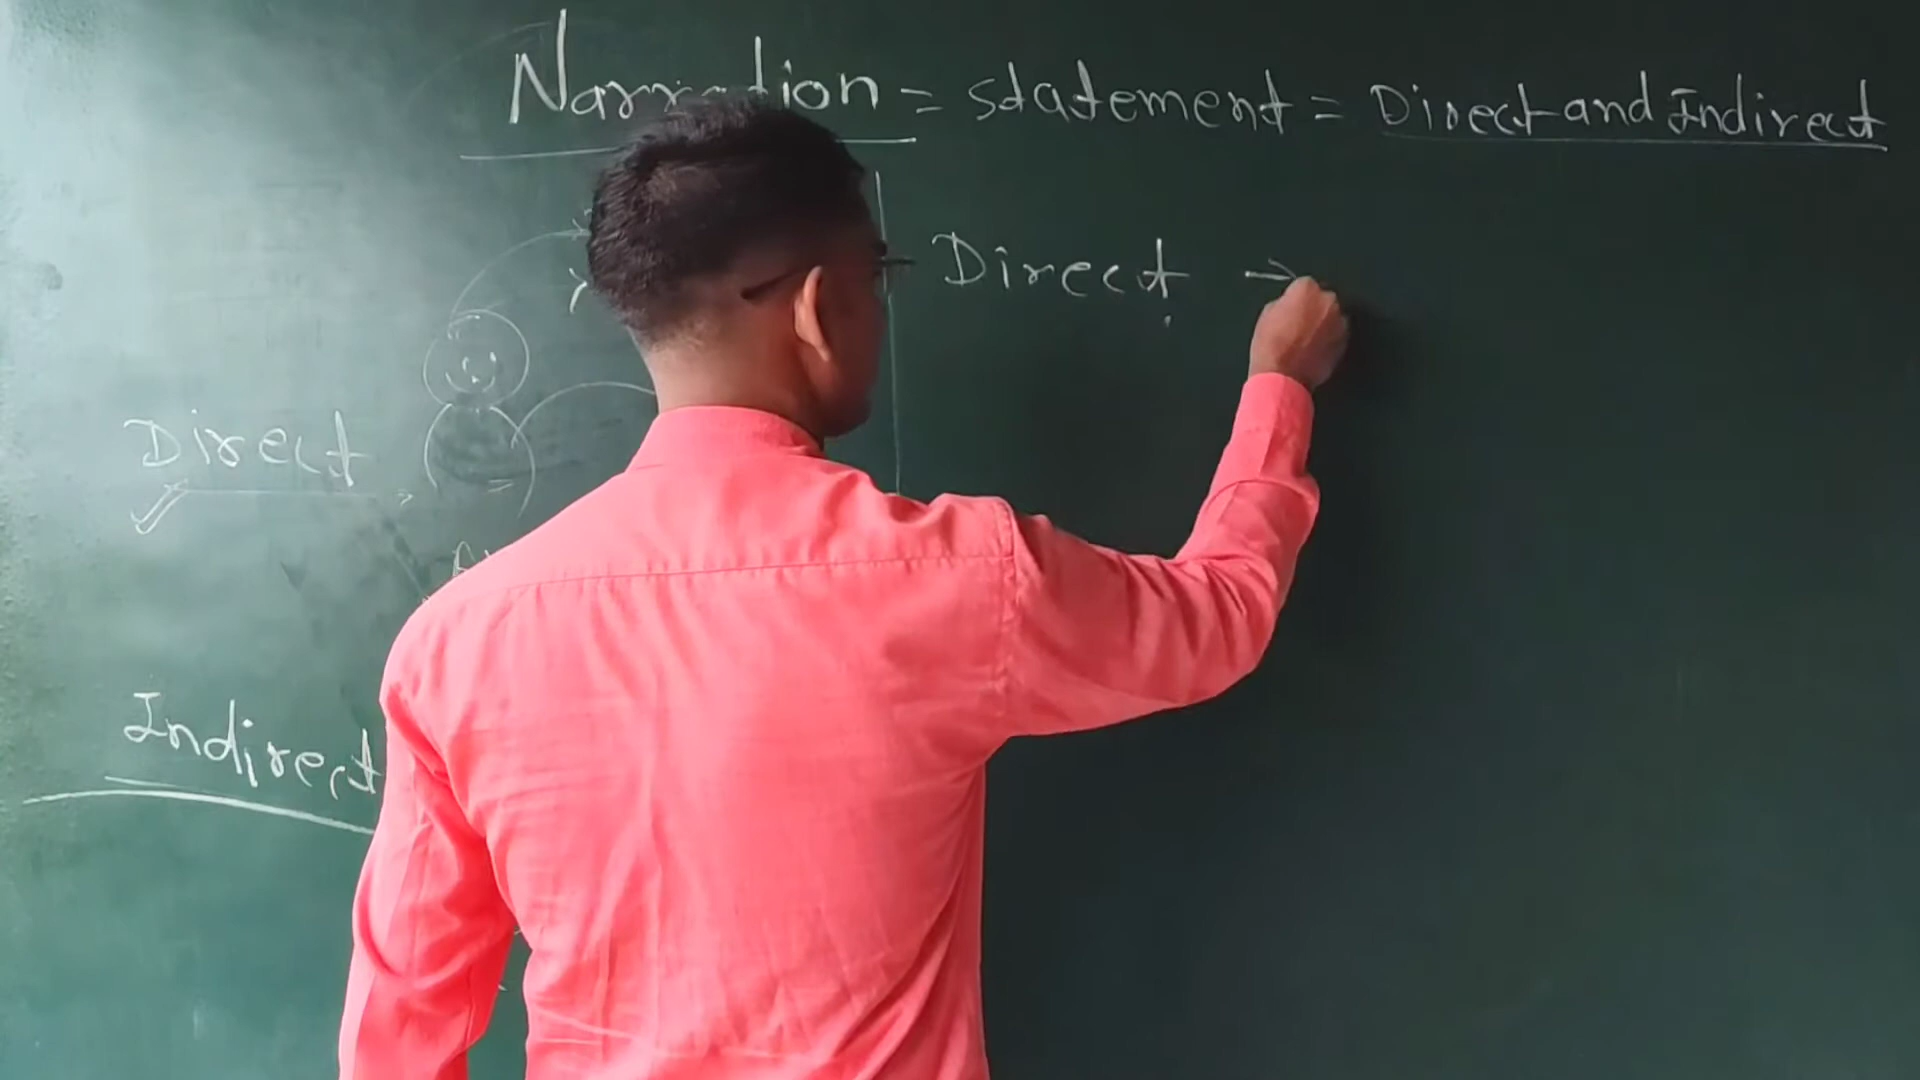 Narration = statement = Direct and Indirect
Direct →
Direct
Indirect